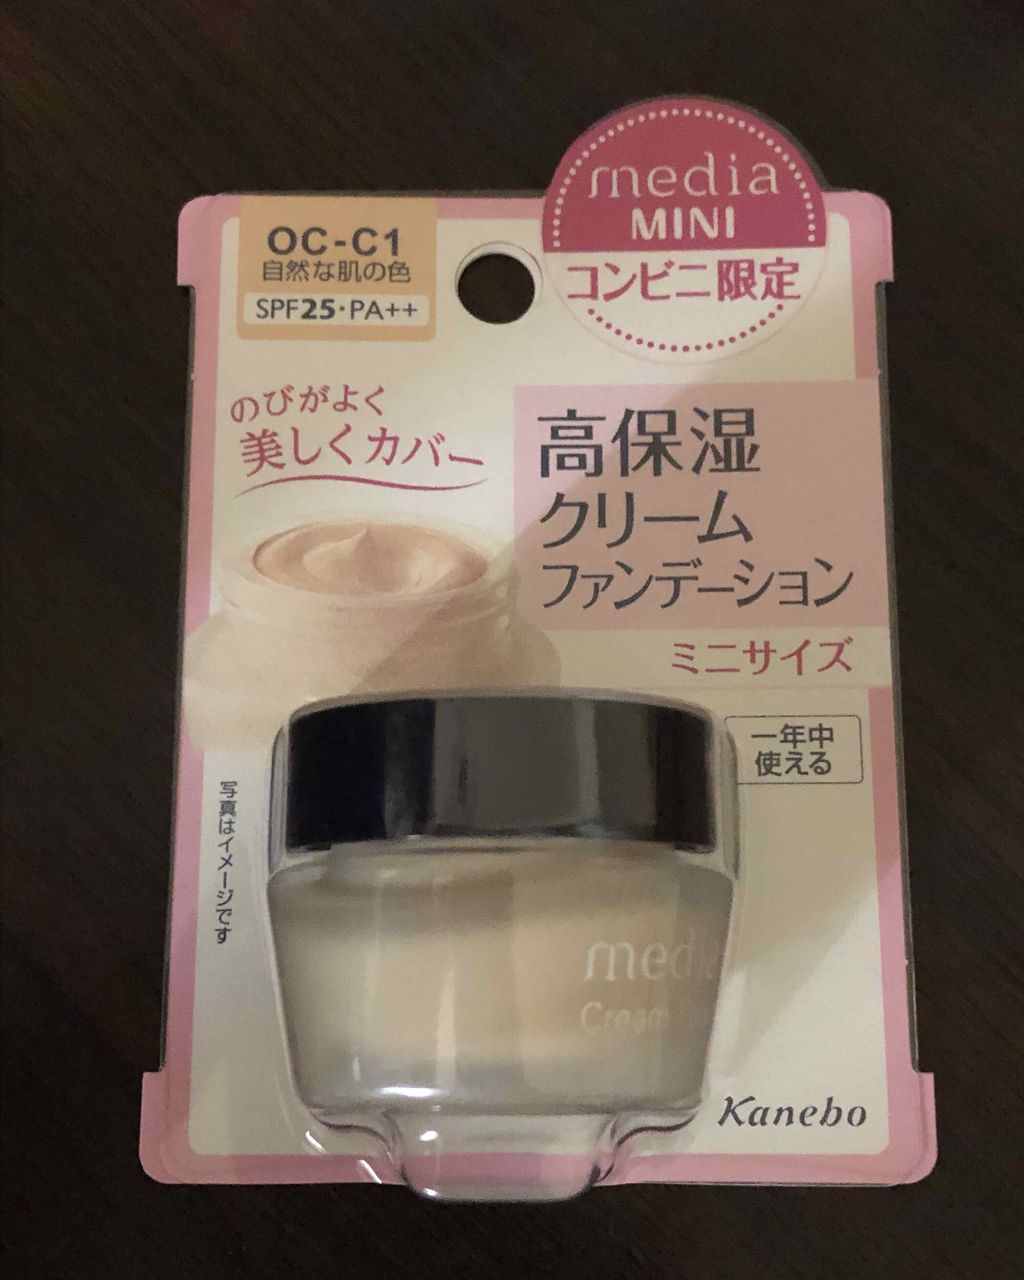 media
MINI
コンビニ限定
OC-C1
自然な肌の色
SPF25・PA++
のびがよく
美しくカバー
高保湿
クリーム
ファンデーション
ミニサイズ
一年中
使える
写真はイメージです
media
Cream
Kanebo